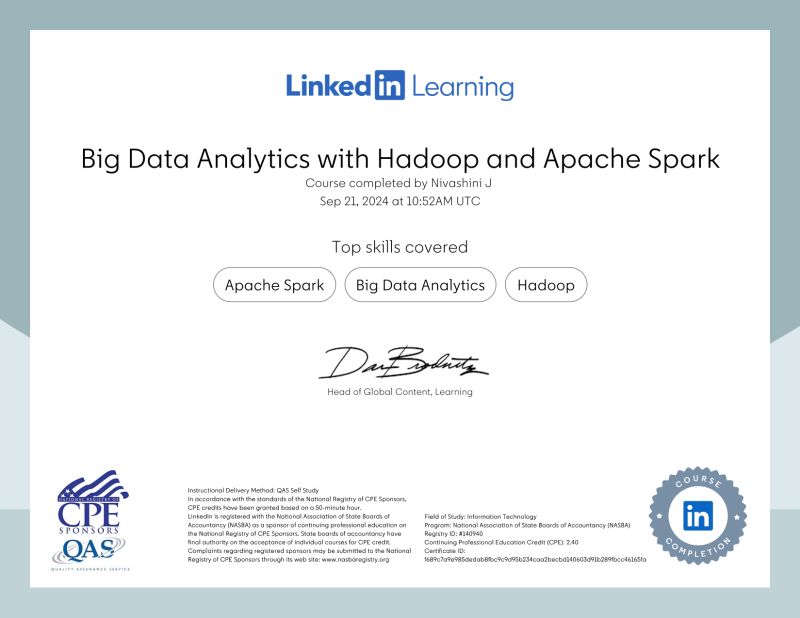 Linked in Learning
Big Data Analytics with Hadoop and Apache Spark
Course completed by Nivashini J
Sep 21, 2024 at 10:52AM UTC
Top skills covered
Apache Spark
Big Data Analytics
Hadoop
Head of Global Content, Learning
NATIONAL REGISTRY OF
CPE
SPONSORS
QAS
QUALITY ASSURANCE SERVICE
Instructional Delivery Method: QAS Self Study
In accordance with the standards of the National Registry of CPE Sponsors,
CPE credits have been granted based on a 50-minute hour.
LinkedIn is registered with the National Association of State Boards of
Accountancy (NASBA) as a sponsor of continuing professional education on
the National Registry of CPE Sponsors. State boards of accountancy have
final authority on the acceptance of individual courses for CPE credit.
Complaints regarding registered sponsors may be submitted to the National
Registry of CPE Sponsors through its web site: www.nasbaregistry.org
Field of Study: Information Technology
Program: National Association of State Boards of Accountancy (NASBA)
Registry ID: #140940
Continuing Professional Education Credit (CPE): 2.40
Certificate ID:
COURSE
in
COMPLETION